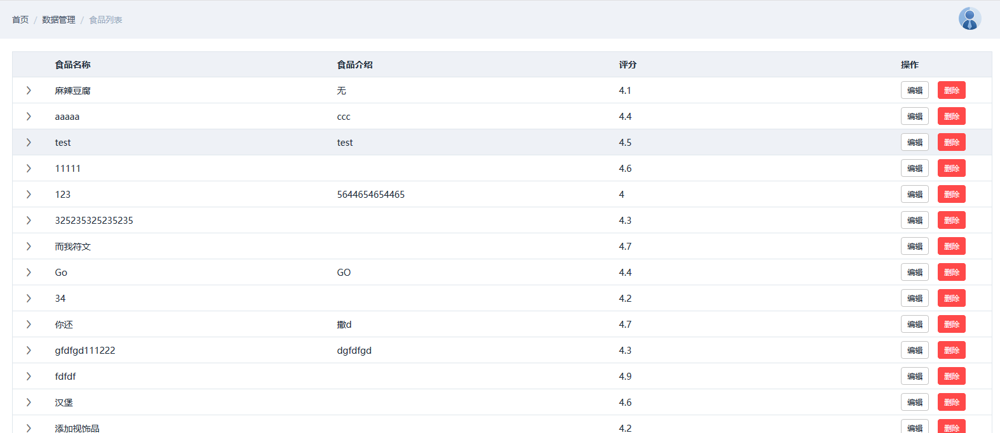 首页 / 数据管理 / 食品列表
食品名称 食品介绍 评分 操作
麻辣豆腐 无 4.1 编辑 删除
aaaaa ccc 4.4 编辑 删除
test test 4.5 编辑 删除
11111 4.6 编辑 删除
123 5644654654465 4 编辑 删除
325235325235235 4.3 编辑 删除
而我符文 4.7 编辑 删除
Go GO 4.4 编辑 删除
34 4.2 编辑 删除
你还 撒d 4.7 编辑 删除
gfdfgd111222 dgfdfgd 4.3 编辑 删除
fdfdf 4.9 编辑 删除
汉堡 4.6 编辑 删除
添加视饰品 4.2 编辑 删除